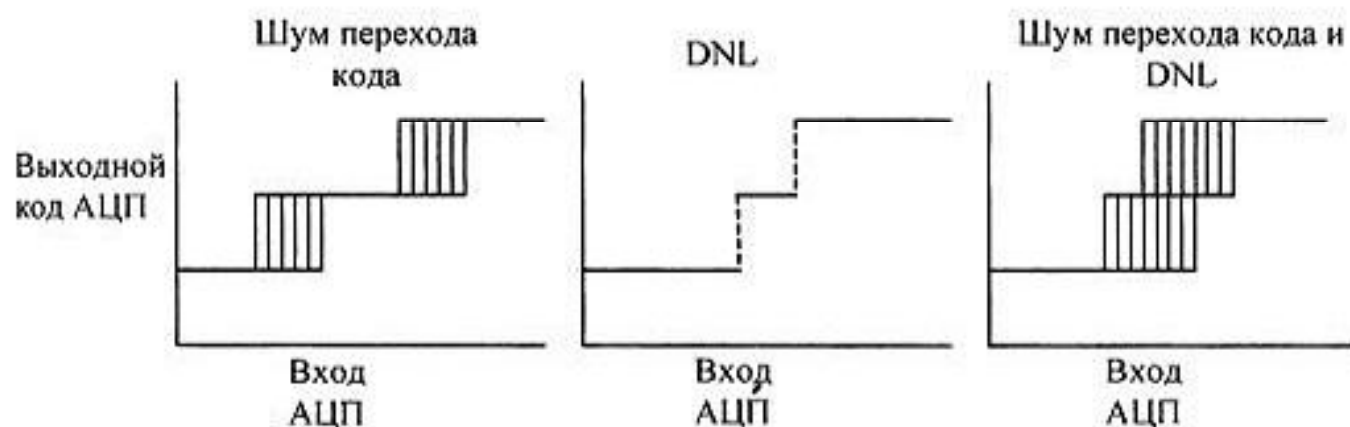 Шум перехода
кода
DNL
Шум перехода кода и
DNL
Выходной
код АЦП
Вход
АЦП
Вход
АЦП
Вход
АЦП